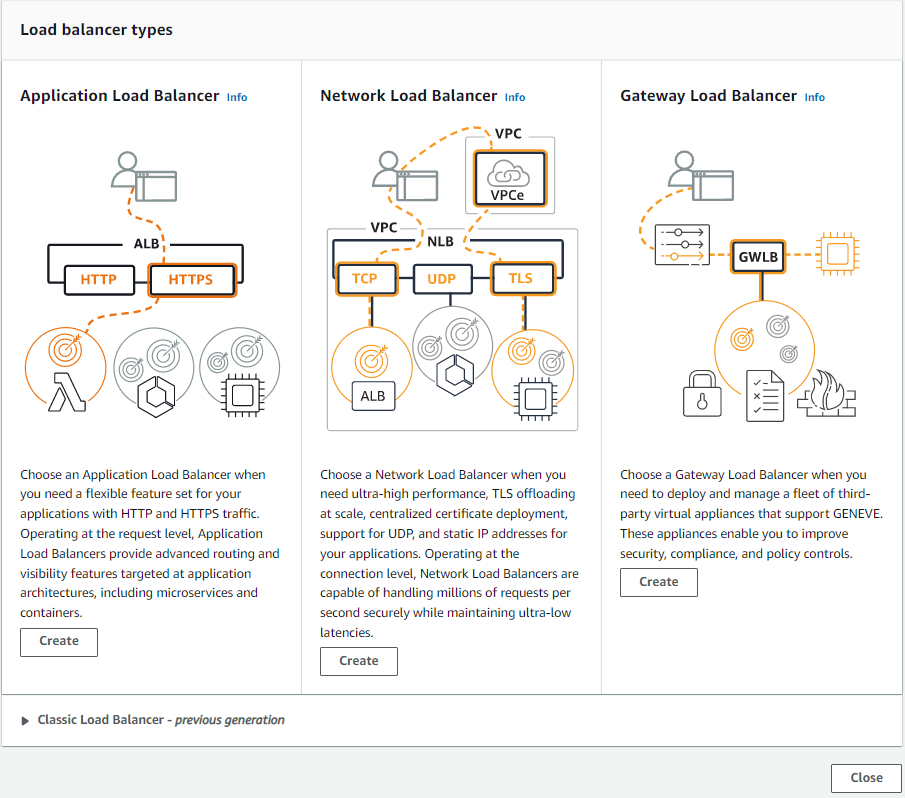 Load balancer types
Application Load Balancer Info
ALB
HTTP
HTTPS
Choose an Application Load Balancer when
you need a flexible feature set for your
applications with HTTP and HTTPS traffic.
Operating at the request level, Application
Load Balancers provide advanced routing and
visibility features targeted at application
architectures, including microservices and
containers.
Create
Network Load Balancer Info
VPC
VPCe
VPC
NLB
TCP
UDP
TLS
ALB
Choose a Network Load Balancer when you
need ultra-high performance, TLS offloading
at scale, centralized certificate deployment,
support for UDP, and static IP addresses for
your applications. Operating at the
connection level, Network Load Balancers are
capable of handling millions of requests per
second securely while maintaining ultra-low
latencies.
Create
Gateway Load Balancer Info
GWLB
Choose a Gateway Load Balancer when you
need to deploy and manage a fleet of third-
party virtual appliances that support GENEVE.
These appliances enable you to improve
security, compliance, and policy controls.
Create
Classic Load Balancer - previous generation
Close